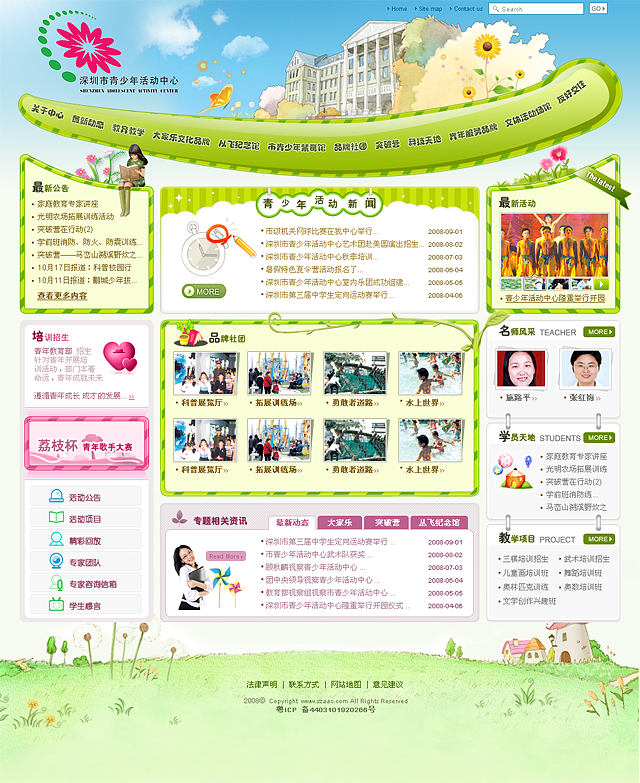 Home
Site map
Contact us
Search
GO
深圳市青少年活动中心
SHENZHEN ADOLESCENT ACTIVITY CENTER
关于中心
最新动态
教育教学
大家乐文化品牌
从飞纪念馆
市青少年禁毒馆
品牌社团
突破营
科技天地
青年服务品牌
文体活动场馆
友好交往
最新公告
家庭教育专家讲座
光明农场拓展训练活动
突破营在行动(2)
学前班消防、防火、防震训练...
突破营——马峦山溯溪野炊之...
10月17日报道：科普校园行
10月11日报道：鹏城少年拔...
查看更多内容
青少年活动新闻
市级机关网球比赛在我中心举行... 2008-09-01
深圳市青少年活动中心艺术团赴美国演出招生... 2008-08-02
深圳市青少年活动中心秋季培训... 2008-07-03
暑假特色夏令营活动报名了... 2008-06-04
深圳市青少年活动中心室内乐团成功组建... 2008-05-05
深圳市第三届中学生定向运动赛举行... 2008-04-06
MORE
The latest
最新活动
青少年活动中心隆重举行开园
培训招生
青年教育部 招生
针对青年开展培
训活动，部门本着
命运，青年成就未来
遵循青年成长 成才的发展...
荔枝杯 青年歌手大赛
活动公告
活动项目
精彩回放
专家团队
专家咨询信箱
学生感言
品牌社团
科普展览厅
拓展训练场
勇敢者道路
水上世界
科普展览厅
拓展训练场
勇敢者道路
水上世界
专题相关资讯
最新动态
大家乐
突破营
丛飞纪念馆
Read More
深圳市第三届中学生定向运动赛举行 ... 2008-09-01
市青少年活动中心武术队获奖 ... 2008-08-02
顾秋麟视察青少年活动中心 ... 2008-07-03
团中央领导视察青少年活动中心 ... 2008-06-04
教育部视察组视察市青少年活动中心 ... 2008-05-05
深圳市青少年活动中心隆重举行开园仪式 ... 2008-04-06
名师风采 TEACHER MORE
施路平
张红梅
学员天地 STUDENTS MORE
家庭教育专家讲座
光明农场拓展训练
突破营在行动(2)
学前班消防防火...
马峦山溯溪野炊之
教学项目 PROJECT MORE
三棋培训招生
武术培训招生
儿童画培训班
舞蹈培训班
奥林匹克训练
奥数培训班
文学创作兴趣班
法律声明 | 联系方式 | 网站地图 | 意见建议
2008© Copyright www.szaac.com All Rights Reserved
粤ICP 备4403101920266号